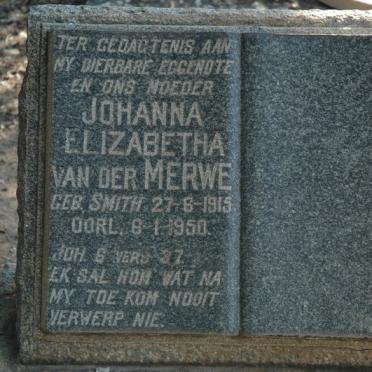 TER GEDAGTENIS AAN
MY DIERBARE EGGENOTE
EN ONS MOEDER
JOHANNA
ELIZABETHA
VAN DER MERWE
GEB. SMITH. 27-6-1915.
OORL. 8-1-1950.
JOH. 6 VERS 37.
EK SAL HOM WAT NA
MY TOE KOM NOOIT
VERWERP NIE.